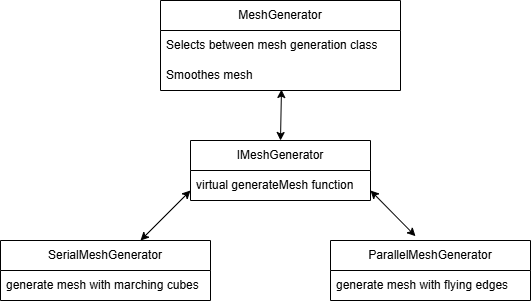 MeshGenerator
Selects between mesh generation class
Smoothes mesh
IMeshGenerator
virtual generateMesh function
SerialMeshGenerator
generate mesh with marching cubes
ParallelMeshGenerator
generate mesh with flying edges